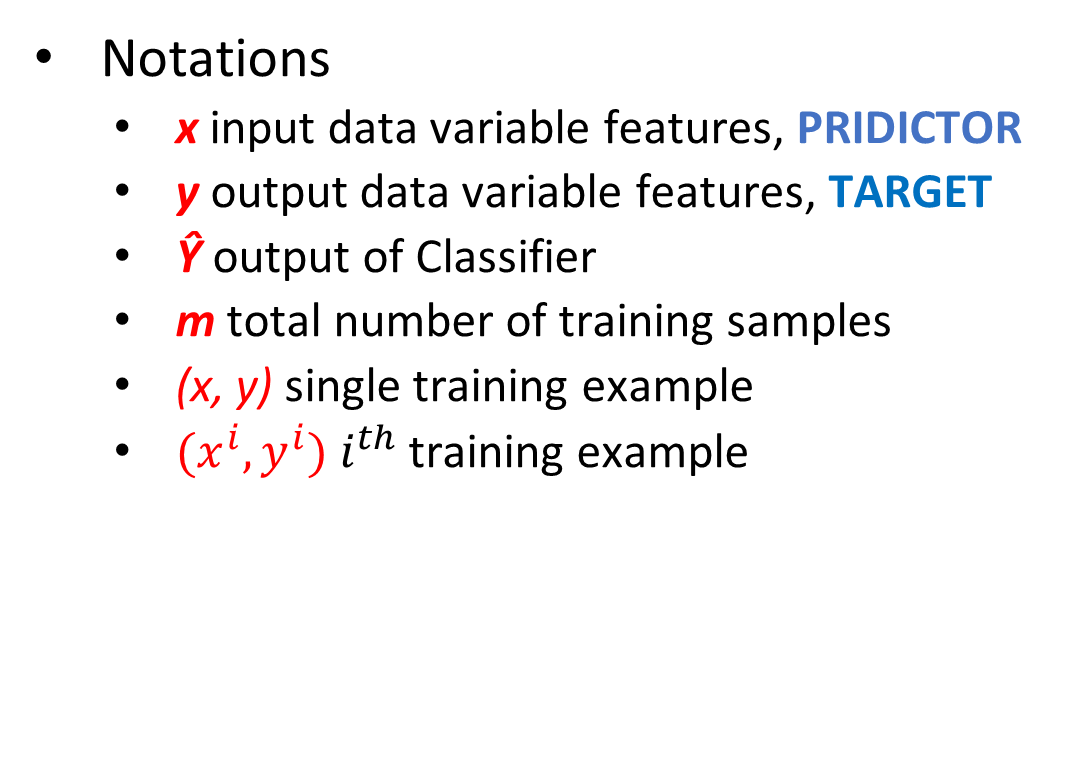 • Notations
• x input data variable features, PRIDICTOR
• y output data variable features, TARGET
• Ŷ output of Classifier
• m total number of training samples
• (x, y) single training example
• (xⁱ, yⁱ) iᵗʰ training example